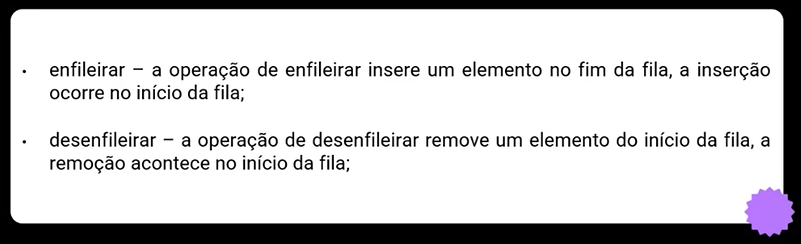 • enfileirar – a operação de enfileirar insere um elemento no fim da fila, a inserção
ocorre no início da fila;
• desenfileirar – a operação de desenfileirar remove um elemento do início da fila, a
remoção acontece no início da fila;